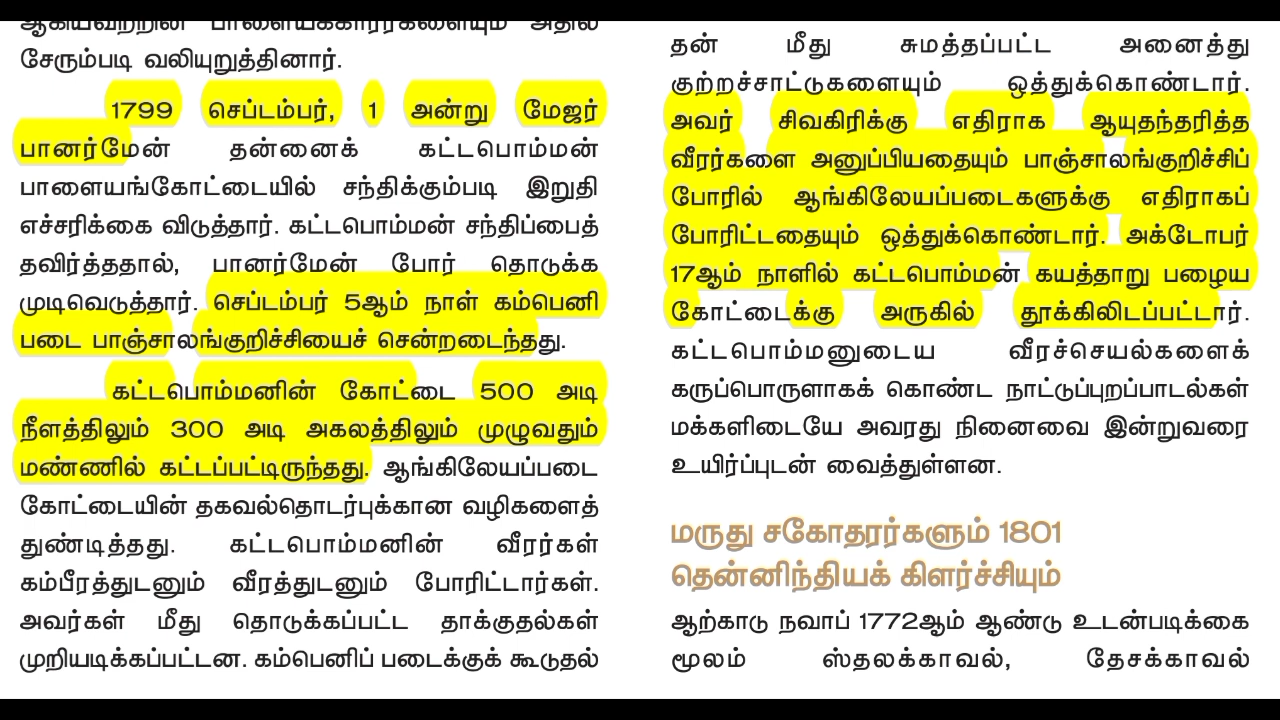 ஆகியவற்றின் பாளையக்காரர்களையும் அதில்
சேரும்படி வலியுறுத்தினார்.
1799 செப்டம்பர், 1 அன்று மேஜர்
பானர்மேன் தன்னைக் கட்டபொம்மன்
பாளையங்கோட்டையில் சந்திக்கும்படி இறுதி
எச்சரிக்கை விடுத்தார். கட்டபொம்மன் சந்திப்பைத்
தவிர்த்ததால், பானர்மேன் போர் தொடுக்க
முடிவெடுத்தார். செப்டம்பர் 5ஆம் நாள் கம்பெனி
படை பாஞ்சாலங்குறிச்சியைச் சென்றடைந்தது.
கட்டபொம்மனின் கோட்டை 500 அடி
நீளத்திலும் 300 அடி அகலத்திலும் முழுவதும்
மண்ணில் கட்டப்பட்டிருந்தது. ஆங்கிலேயப்படை
கோட்டையின் தகவல்தொடர்புக்கான வழிகளைத்
துண்டித்தது. கட்டபொம்மனின் வீரர்கள்
கம்பீரத்துடனும் வீரத்துடனும் போரிட்டார்கள்.
அவர்கள் மீது தொடுக்கப்பட்ட தாக்குதல்கள்
முறியடிக்கப்பட்டன. கம்பெனிப் படைக்குக் கூடுதல்
தன் மீது சுமத்தப்பட்ட அனைத்து
குற்றச்சாட்டுகளையும் ஒத்துக்கொண்டார்.
அவர் சிவகிரிக்கு எதிராக ஆயுதந்தரித்த
வீரர்களை அனுப்பியதையும் பாஞ்சாலங்குறிச்சிப்
போரில் ஆங்கிலேயப்படைகளுக்கு எதிராகப்
போரிட்டதையும் ஒத்துக்கொண்டார். அக்டோபர்
17ஆம் நாளில் கட்டபொம்மன் கயத்தாறு பழைய
கோட்டைக்கு அருகில் தூக்கிலிடப்பட்டார்.
கட்டபொம்மனுடைய வீரச்செயல்களைக்
கருப்பொருளாகக் கொண்ட நாட்டுப்புறப்பாடல்கள்
மக்களிடையே அவரது நினைவை இன்றுவரை
உயிர்ப்புடன் வைத்துள்ளன.
மருது சகோதரர்களும் 1801
தென்னிந்தியக் கிளர்ச்சியும்
ஆற்காடு நவாப் 1772ஆம் ஆண்டு உடன்படிக்கை
மூலம் ஸ்தலக்காவல், தேசக்காவல்